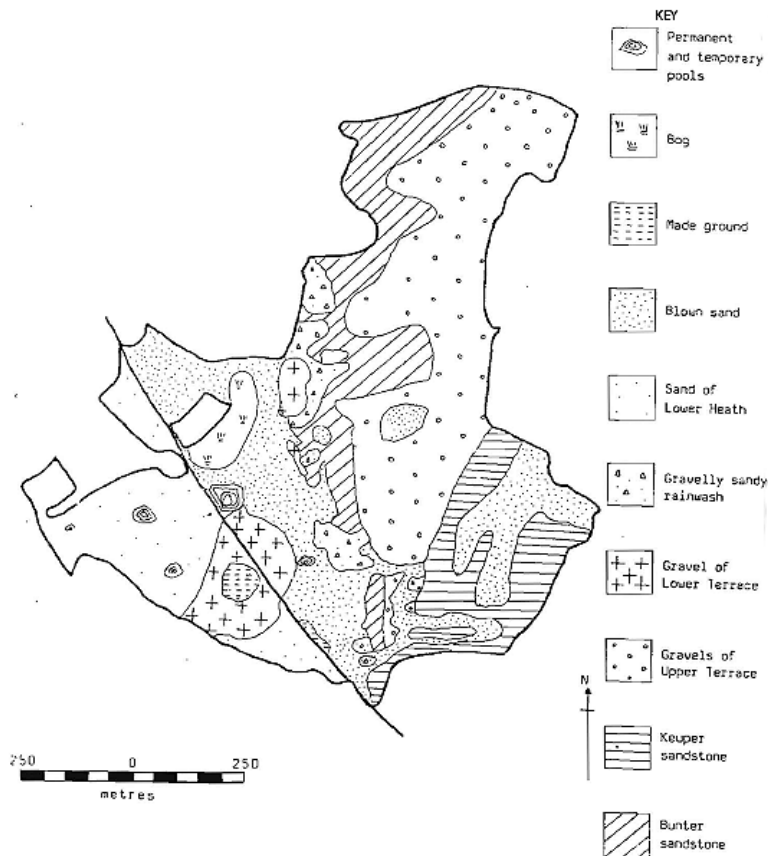 KEY
Permanent
and temporary
pools
Bog
Made ground
Blown sand
Sand of
Lower Heath
Gravelly sandy
rainwash
Gravel of
Lower Terrace
Gravels of
Upper Terrace
N
Keuper
sandstone
250 0 250
metres
Bunter
sandstone